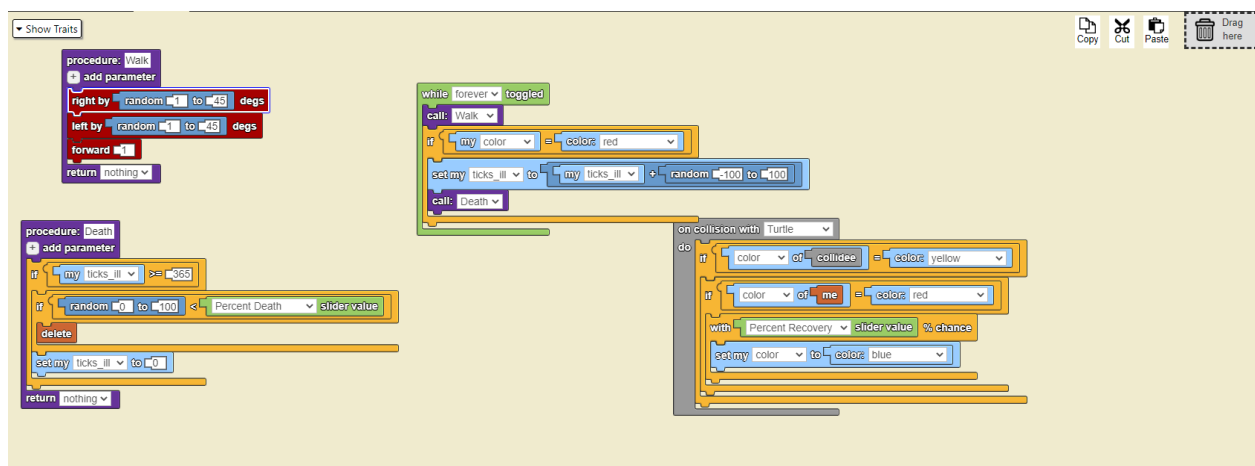 Show Traits
Copy
Cut
Paste
Drag here
procedure: Walk
+ add parameter
right by random 1 to 45 degs
left by random 1 to 45 degs
forward 1
return nothing
while forever toggled
call: Walk
if my color = color: red
set my ticks_ill to my ticks_ill + random -100 to 100
call: Death
procedure: Death
+ add parameter
if my ticks_ill >= 365
if random 0 to 100 < Percent Death slider value
delete
set my ticks_ill to 0
return nothing
on collision with Turtle
do if color of collidee = color: yellow
if color of me = color: red
with Percent Recovery slider value % chance
set my color to color: blue